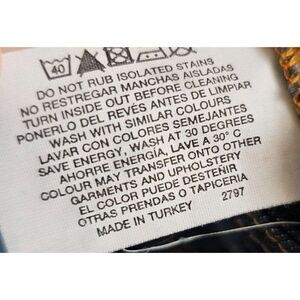 40
DO NOT RUB ISOLATED STAINS
NO RESTREGAR MANCHAS AISLADAS
TURN INSIDE OUT BEFORE CLEANING
PONERLO DEL REVÉS ANTES DE LIMPIAR
WASH WITH SIMILAR COLOURS
LAVAR CON COLORES SEMEJANTES
SAVE ENERGY, WASH AT 30 DEGREES
AHORRE ENERGÍA, LAVE A 30° C
COLOUR MAY TRANSFER ONTO OTHER
GARMENTS AND UPHOLSTERY
EL COLOR PUEDE DESTEÑIR
OTRAS PRENDAS O TAPICERIA
MADE IN TURKEY 2797